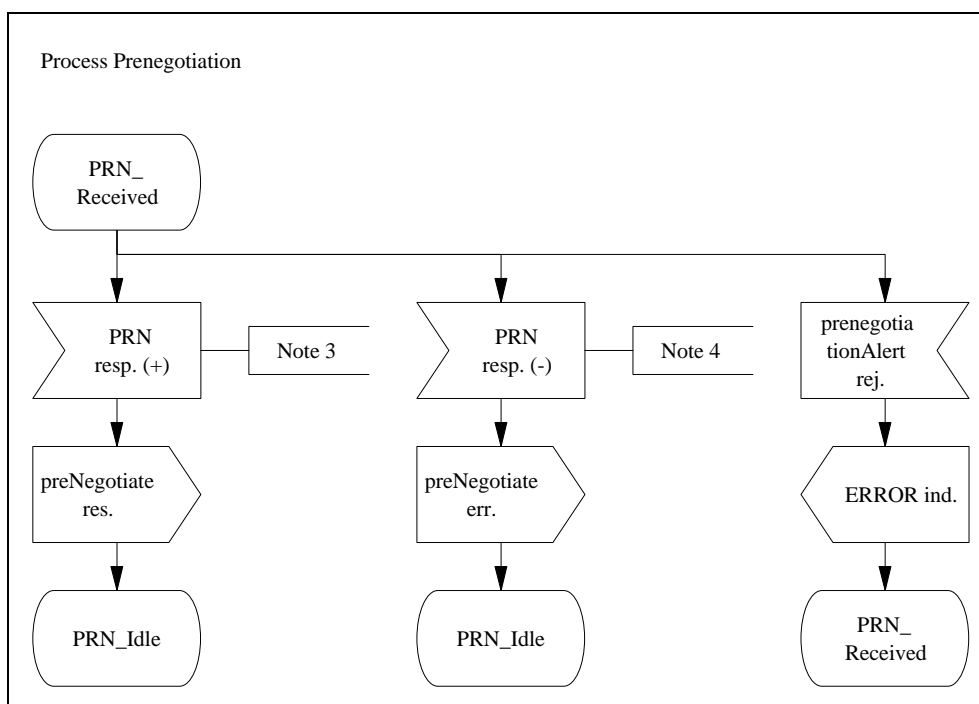 Process Prenegotiation
PRN_
Received
PRN
resp. (+)
Note 3
PRN
resp. (-)
Note 4
prenegotia
tionAlert
rej.
preNegotiate
res.
preNegotiate
err.
ERROR ind.
PRN_Idle
PRN_Idle
PRN_
Received